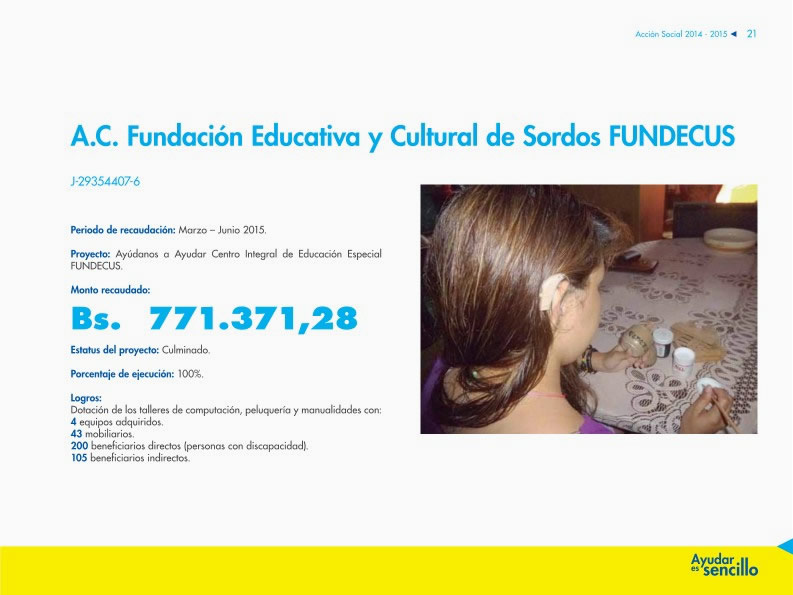 Acción Social 2014 - 2015 ◄ 21
A.C. Fundación Educativa y Cultural de Sordos FUNDECUS
J-29354407-6
Periodo de recaudación: Marzo – Junio 2015.
Proyecto: Ayúdanos a Ayudar Centro Integral de Educación Especial
FUNDECUS.
Monto recaudado:
Bs. 771.371,28
Estatus del proyecto: Culminado.
Porcentaje de ejecución: 100%.
Logros:
Dotación de los talleres de computación, peluquería y manualidades con:
4 equipos adquiridos.
43 mobiliarios.
200 beneficiarios directos (personas con discapacidad).
105 beneficiarios indirectos.
Ayudar
es sencillo